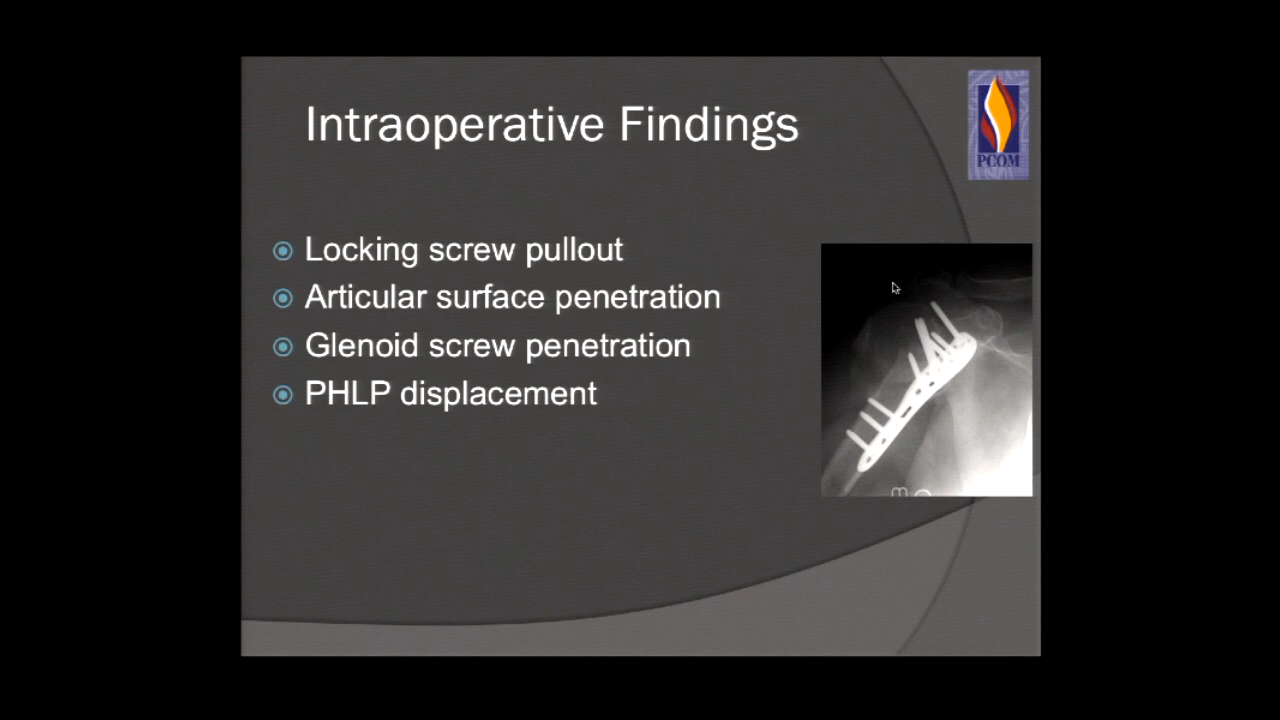 Intraoperative Findings
PCOM
Locking screw pullout
Articular surface penetration
Glenoid screw penetration
PHLP displacement